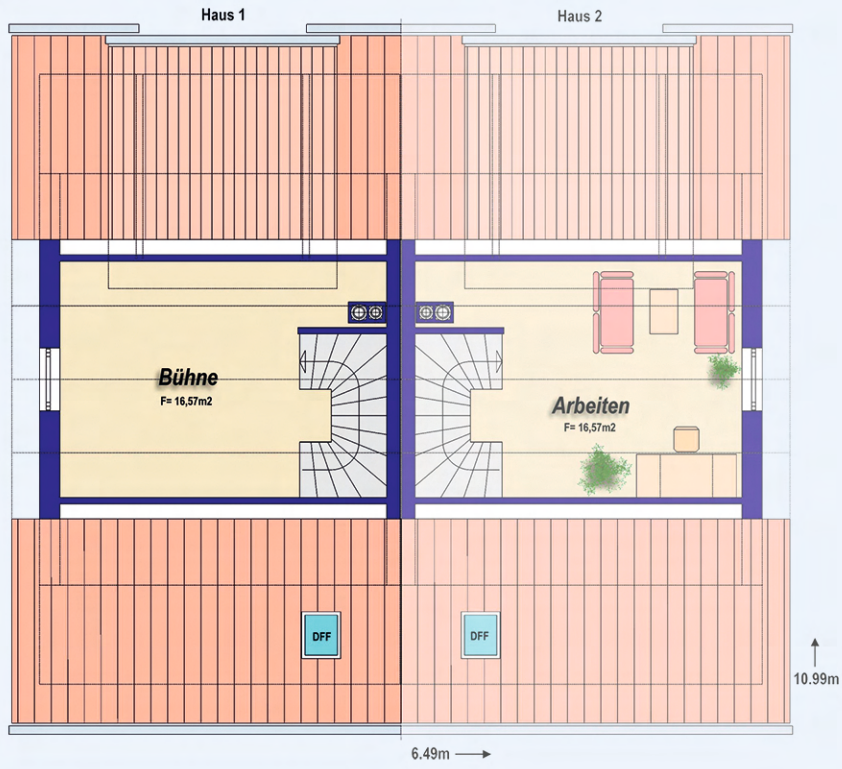 Haus 1
Haus 2
Bühne
F= 16,57m2
Arbeiten
F= 16,57m2
DFF
DFF
10.99m
6.49m